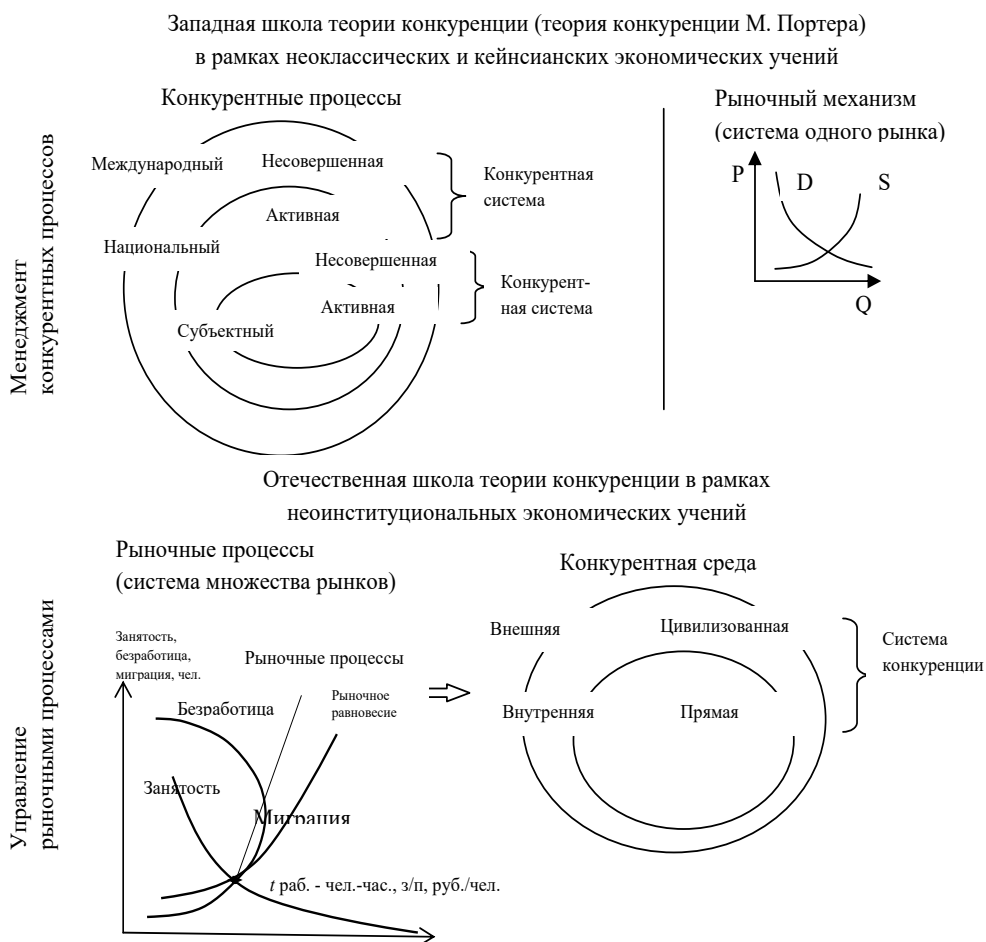 Западная школа теории конкуренции (теория конкуренции М. Портера)
в рамках неоклассических и кейнсианских экономических учений
Менеджмент
конкурентных процессов
Конкурентные процессы
Международный
Несовершенная
Активная
Национальный
Несовершенная
Активная
Субъектный
Конкурентная
система
Конкурент-
ная система
Рыночный механизм
(система одного рынка)
P
D
S
Q
Отечественная школа теории конкуренции в рамках
неоинституциональных экономических учений
Управление
рыночными процессами
Рыночные процессы
(система множества рынков)
Занятость,
безработица,
миграция, чел.
Рыночные процессы
Безработица
Рыночное
равновесие
Занятость
Миграция
t раб. - чел.-час., з/п, руб./чел.
Конкурентная среда
Внешняя
Цивилизованная
Внутренняя
Прямая
Система
конкуренции